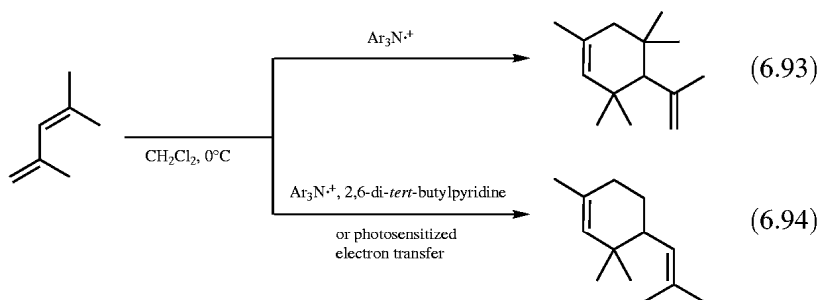 Ar₃N·⁺
(6.93)
CH₂Cl₂, 0°C
Ar₃N·⁺, 2,6-di-tert-butylpyridine
or photosensitized
electron transfer
(6.94)